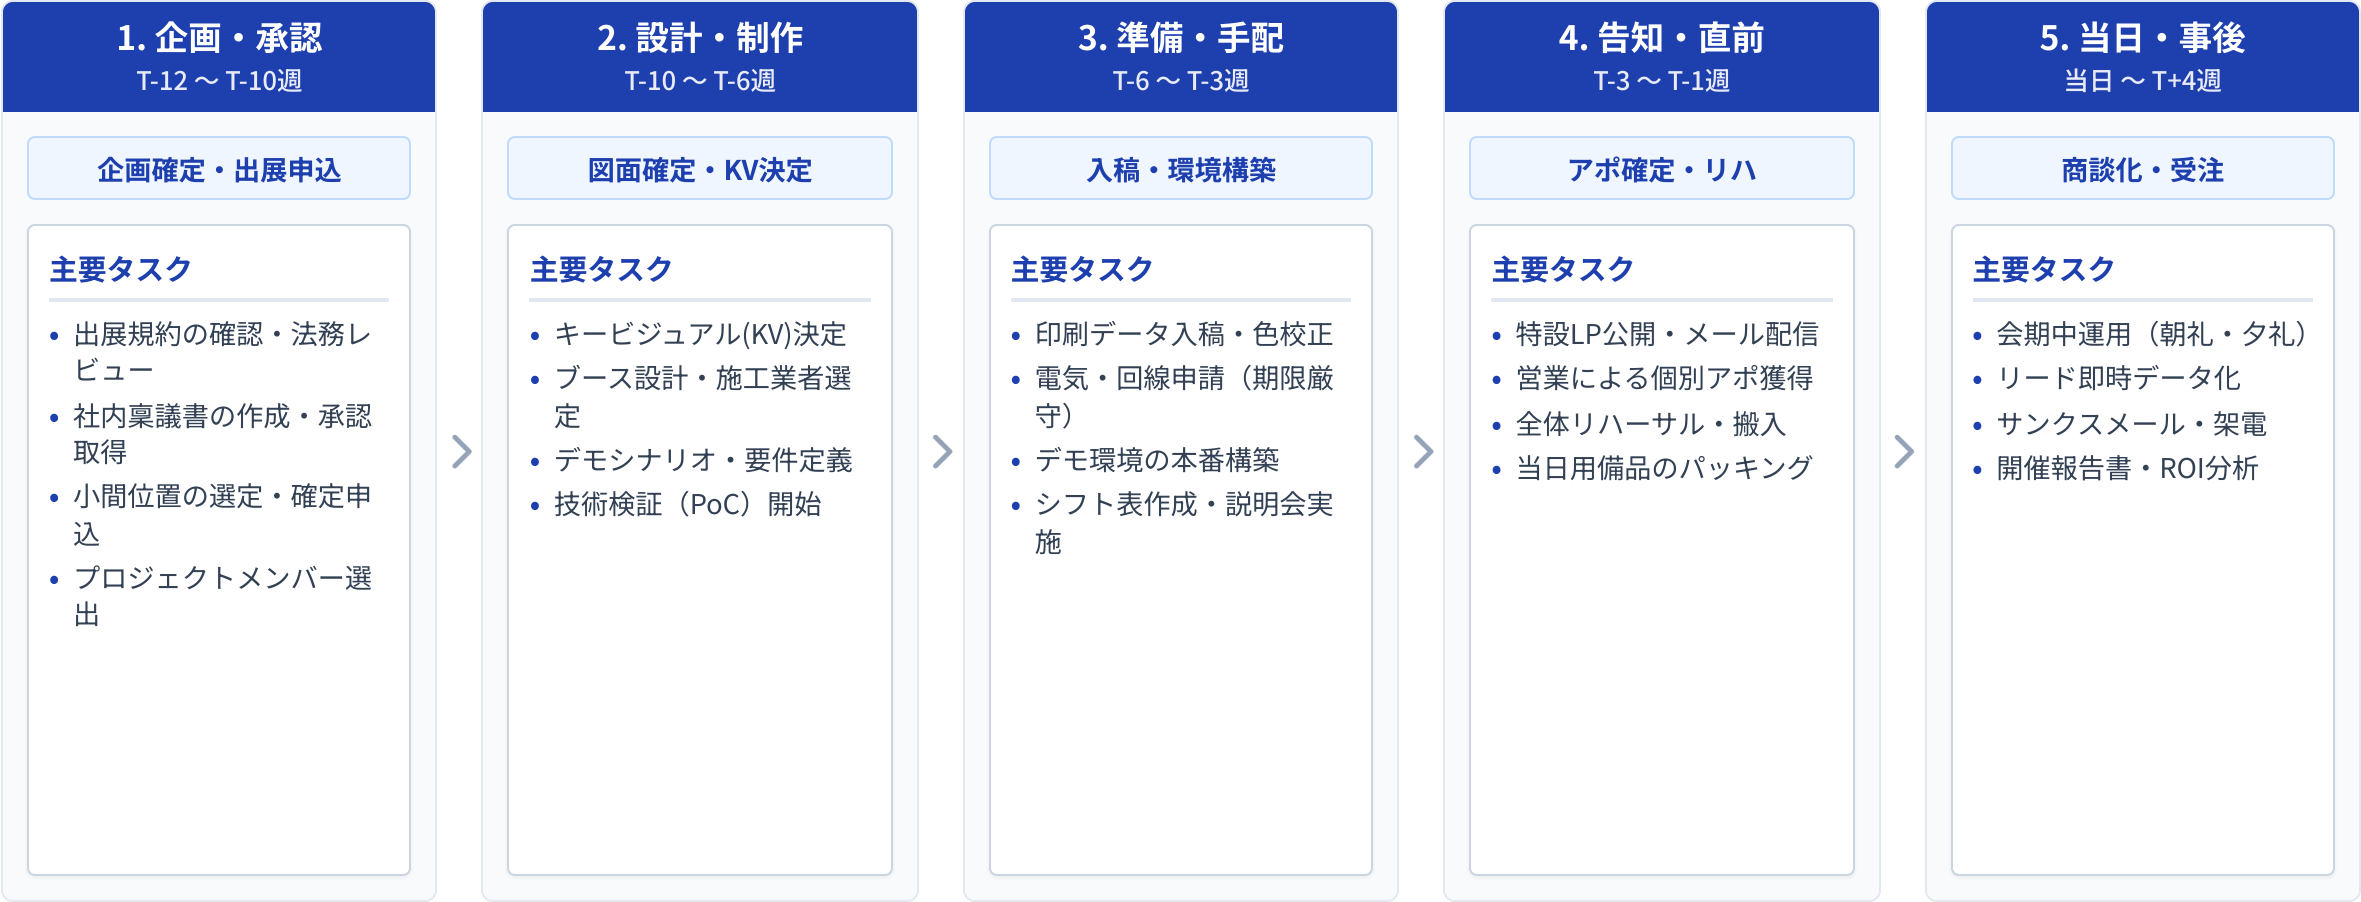 1. 企画・承認
T-12 〜 T-10週
企画確定・出展申込
主要タスク
• 出展規約の確認・法務レ
ビュー
• 社内稟議書の作成・承認
取得
• 小間位置の選定・確定申
込
• プロジェクトメンバー選
出
2. 設計・制作
T-10 〜 T-6週
図面確定・KV決定
主要タスク
• キービジュアル(KV)決定
• ブース設計・施工業者選
定
• デモシナリオ・要件定義
• 技術検証（PoC）開始
3. 準備・手配
T-6 〜 T-3週
入稿・環境構築
主要タスク
• 印刷データ入稿・色校正
• 電気・回線申請（期限厳
守）
• デモ環境の本番構築
• シフト表作成・説明会実
施
4. 告知・直前
T-3 〜 T-1週
アポ確定・リハ
主要タスク
• 特設LP公開・メール配信
• 営業による個別アポ獲得
• 全体リハーサル・搬入
• 当日用備品のパッキング
5. 当日・事後
当日 〜 T+4週
商談化・受注
主要タスク
• 会期中運用（朝礼・夕礼）
• リード即時データ化
• サンクスメール・架電
• 開催報告書・ROI分析